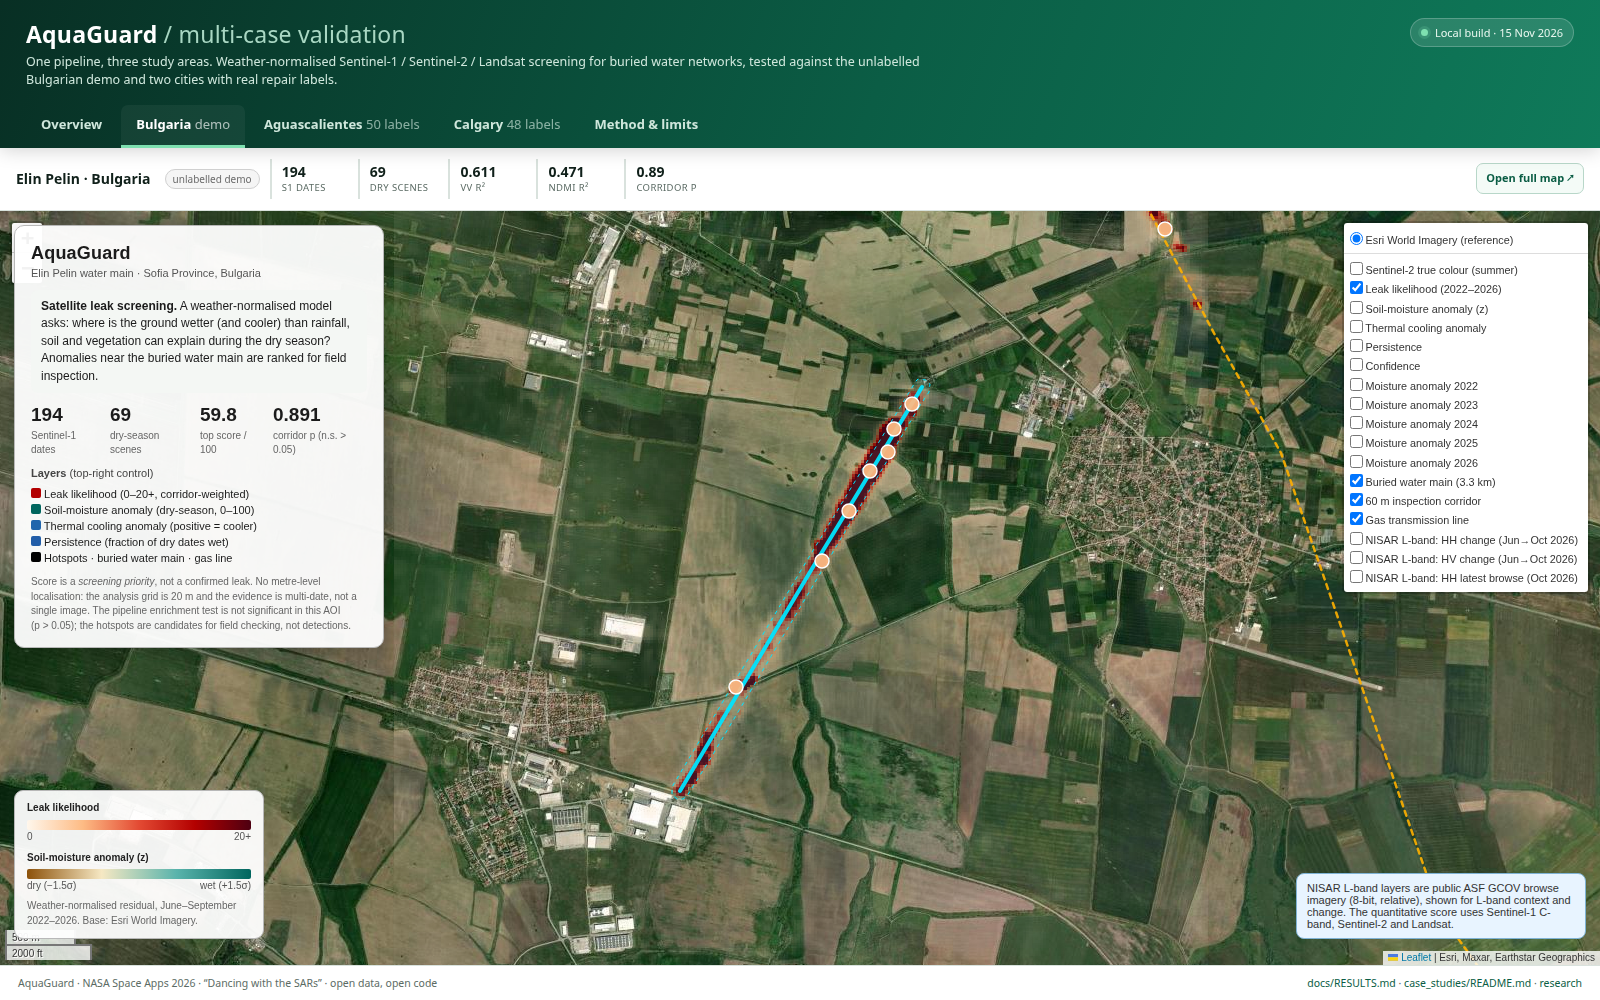 AquaGuard / multi-case validation
One pipeline, three study areas. Weather-normalised Sentinel-1 / Sentinel-2 / Landsat screening for buried water networks, tested against the unlabelled
Bulgarian demo and two cities with real repair labels.
Local build · 15 Nov 2026
Overview
Bulgaria demo
Aguascalientes 50 labels
Calgary 48 labels
Method & limits
Elin Pelin · Bulgaria
unlabelled demo
194
S1 DATES
69
DRY SCENES
0.611
VV R²
0.471
NDMI R²
0.89
CORRIDOR P
Open full map ↗
AquaGuard
Elin Pelin water main · Sofia Province, Bulgaria
Satellite leak screening. A weather-normalised model
asks: where is the ground wetter (and cooler) than rainfall,
soil and vegetation can explain during the dry season?
Anomalies near the buried water main are ranked for field
inspection.
194
Sentinel-1
dates
69
dry-season
scenes
59.8
top score /
100
0.891
corridor p (n.s. >
0.05)
Layers (top-right control)
Leak likelihood (0–20+, corridor-weighted)
Soil-moisture anomaly (dry-season, 0–100)
Thermal cooling anomaly (positive = cooler)
Persistence (fraction of dry dates wet)
Hotspots · buried water main · gas line
Score is a screening priority, not a confirmed leak. No metre-level
localisation: the analysis grid is 20 m and the evidence is multi-date, not a
single image. The pipeline enrichment test is not significant in this AOI
(p > 0.05); the hotspots are candidates for field checking, not detections.
Esri World Imagery (reference)
Sentinel-2 true colour (summer)
Leak likelihood (2022–2026)
Soil-moisture anomaly (z)
Thermal cooling anomaly
Persistence
Confidence
Moisture anomaly 2022
Moisture anomaly 2023
Moisture anomaly 2024
Moisture anomaly 2025
Moisture anomaly 2026
Buried water main (3.3 km)
60 m inspection corridor
Gas transmission line
NISAR L-band: HH change (Jun→Oct 2026)
NISAR L-band: HV change (Jun→Oct 2026)
NISAR L-band: HH latest browse (Oct 2026)
Leak likelihood
0
20+
Soil-moisture anomaly (z)
dry (−1.5σ)
wet (+1.5σ)
Weather-normalised residual, June–September
2022–2026. Base: Esri World Imagery.
500 m
2000 ft
NISAR L-band layers are public ASF GCOV browse
imagery (8-bit, relative), shown for L-band context and
change. The quantitative score uses Sentinel-1 C-
band, Sentinel-2 and Landsat.
Leaflet | Esri, Maxar, Earthstar Geographics
AquaGuard · NASA Space Apps 2026 · “Dancing with the SARs” · open data, open code
docs/RESULTS.md · case_studies/README.md · research